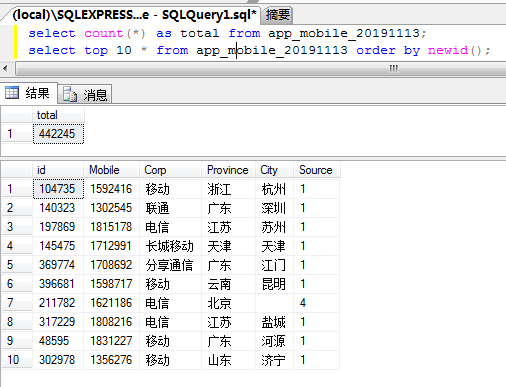 (local)\SQLEXPRESS...e - SQLQuery1.sql* 摘要
select count(*) as total from app_mobile_20191113;
select top 10 * from app_mobile_20191113 order by newid();
结果 消息
total
1 442245
id Mobile Corp Province City Source
1 104735 1592416 移动 浙江 杭州 1
2 140323 1302545 联通 广东 深圳 1
3 197869 1815178 电信 江苏 苏州 1
4 145475 1712991 长城移动 天津 天津 1
5 369774 1708692 分享通信 广东 江门 1
6 396681 1598717 移动 云南 昆明 1
7 211782 1621186 电信 北京 4
8 317229 1808216 电信 江苏 盐城 1
9 48595 1831227 移动 广东 河源 1
10 302978 1356276 移动 山东 济宁 1